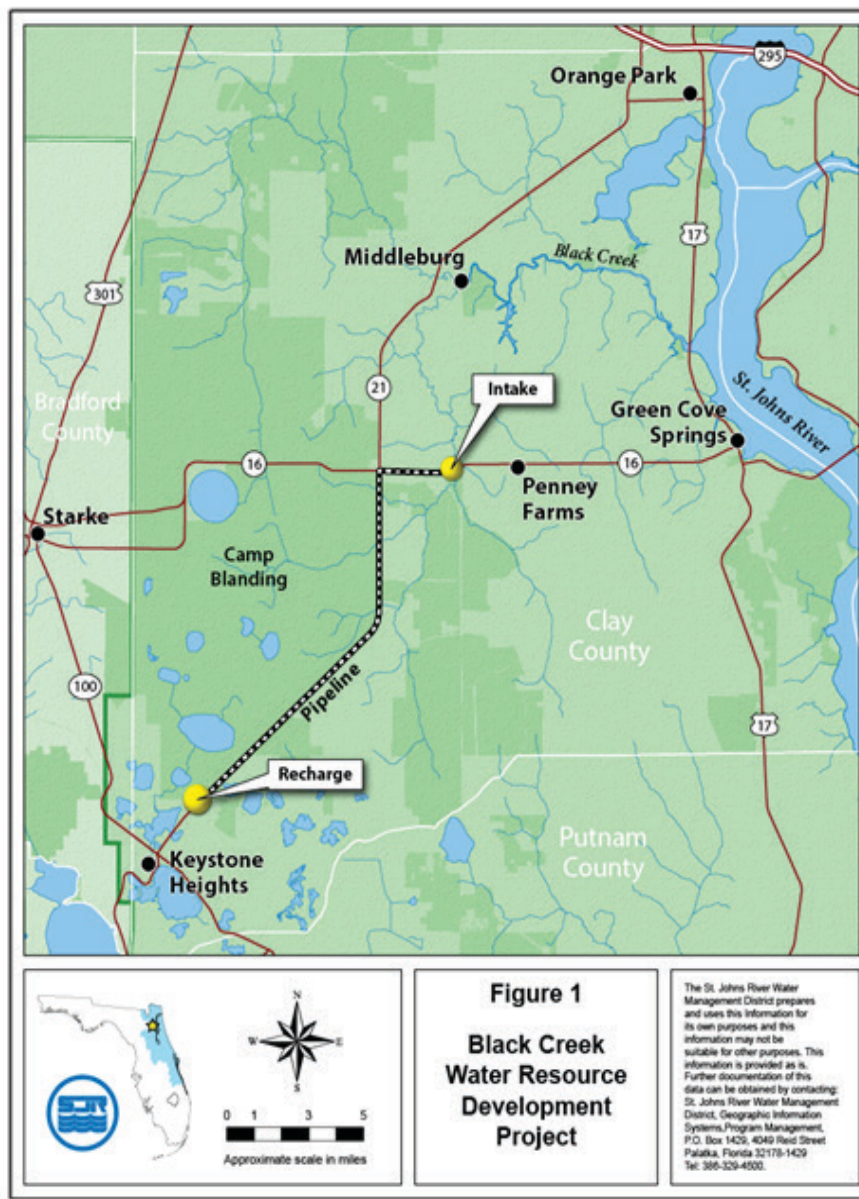 295
Orange Park
17
Black Creek
Middleburg
301
21
Intake
St. Johns River
Bradford
County
Green Cove
Springs
16
16
Penney
Farms
Starke
Camp
Blanding
Clay
County
Pipeline
100
17
Recharge
Putnam
County
Keystone
Heights
SJR
N
W
E
S
0 1 3 5
Approximate scale in miles
Figure 1
Black Creek
Water Resource
Development
Project
The St. Johns River Water
Management District prepares
and uses this information for
its own purposes and this
information may not be
suitable for other purposes. This
information is provided as is.
Further documentation of this
data can be obtained by contacting:
St. Johns River Water Management
District, Geographic Information
Systems,Program Management,
P.O. Box 1429, 4049 Reid Street
Palatka, Florida 32178-1429
Tel: 386-329-4500.